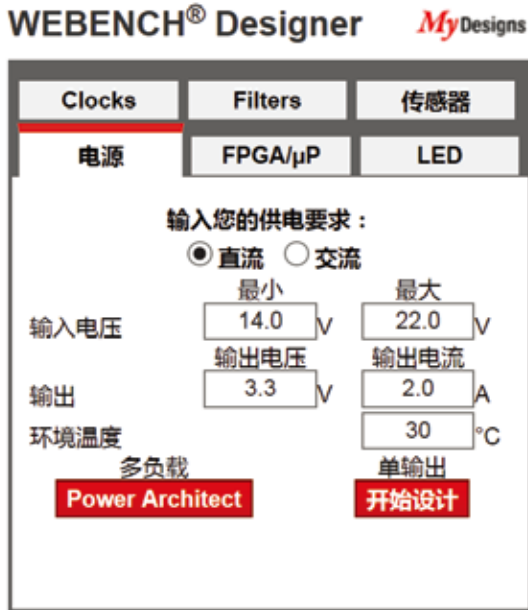 WEBENCH® Designer MyDesigns
Clocks Filters 传感器
电源 FPGA/µP LED
输入您的供电要求：
直流 交流
最小 最大
输入电压 14.0 V 22.0 V
输出电压 输出电流
输出 3.3 V 2.0 A
环境温度 30 °C
多负载 单输出
Power Architect 开始设计